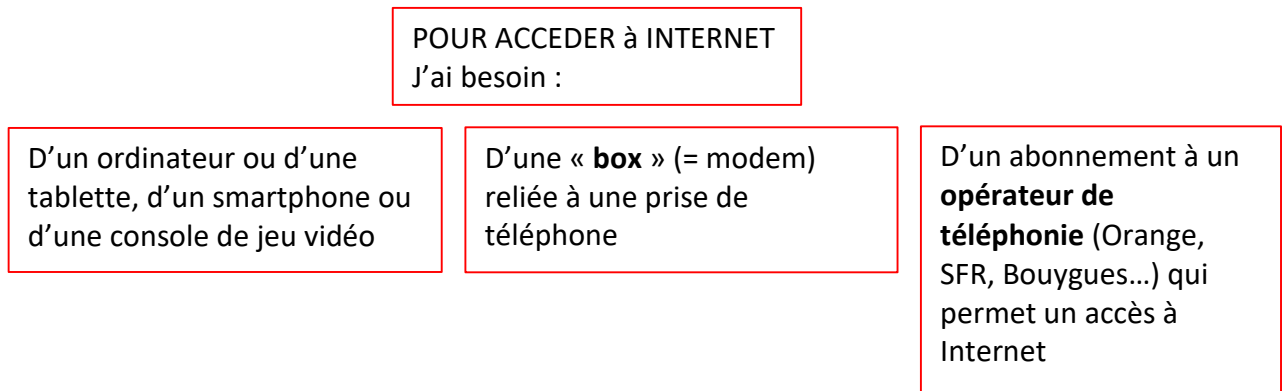 POUR ACCEDER à INTERNET
J’ai besoin :
D’un ordinateur ou d’une
tablette, d’un smartphone ou
d’une console de jeu vidéo
D’une « box » (= modem)
reliée à une prise de
téléphone
D’un abonnement à un
opérateur de
téléphonie (Orange,
SFR, Bouygues…) qui
permet un accès à
Internet